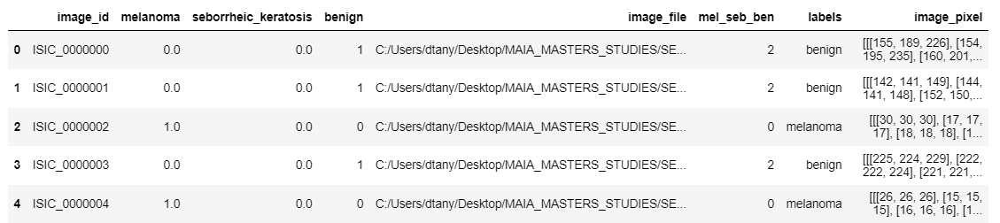 image_id melanoma seborrheic_keratosis benign image_file mel_seb_ben labels image_pixel
0 ISIC_0000000 0.0 0.0 1 C:/Users/dtany/Desktop/MAIA_MASTERS_STUDIES/SE... 2 benign [[[155, 189, 226], [154,
195, 235], [160, 201,...
1 ISIC_0000001 0.0 0.0 1 C:/Users/dtany/Desktop/MAIA_MASTERS_STUDIES/SE... 2 benign [[[142, 141, 149], [144,
141, 148], [152, 150,...
2 ISIC_0000002 1.0 0.0 0 C:/Users/dtany/Desktop/MAIA_MASTERS_STUDIES/SE... 0 melanoma [[[30, 30, 30], [17, 17,
17], [18, 18, 18], [1...
3 ISIC_0000003 0.0 0.0 1 C:/Users/dtany/Desktop/MAIA_MASTERS_STUDIES/SE... 2 benign [[[225, 224, 229], [222,
222, 224], [221, 221,...
4 ISIC_0000004 1.0 0.0 0 C:/Users/dtany/Desktop/MAIA_MASTERS_STUDIES/SE... 0 melanoma [[[26, 26, 26], [15, 15,
15], [16, 16, 16], [1...